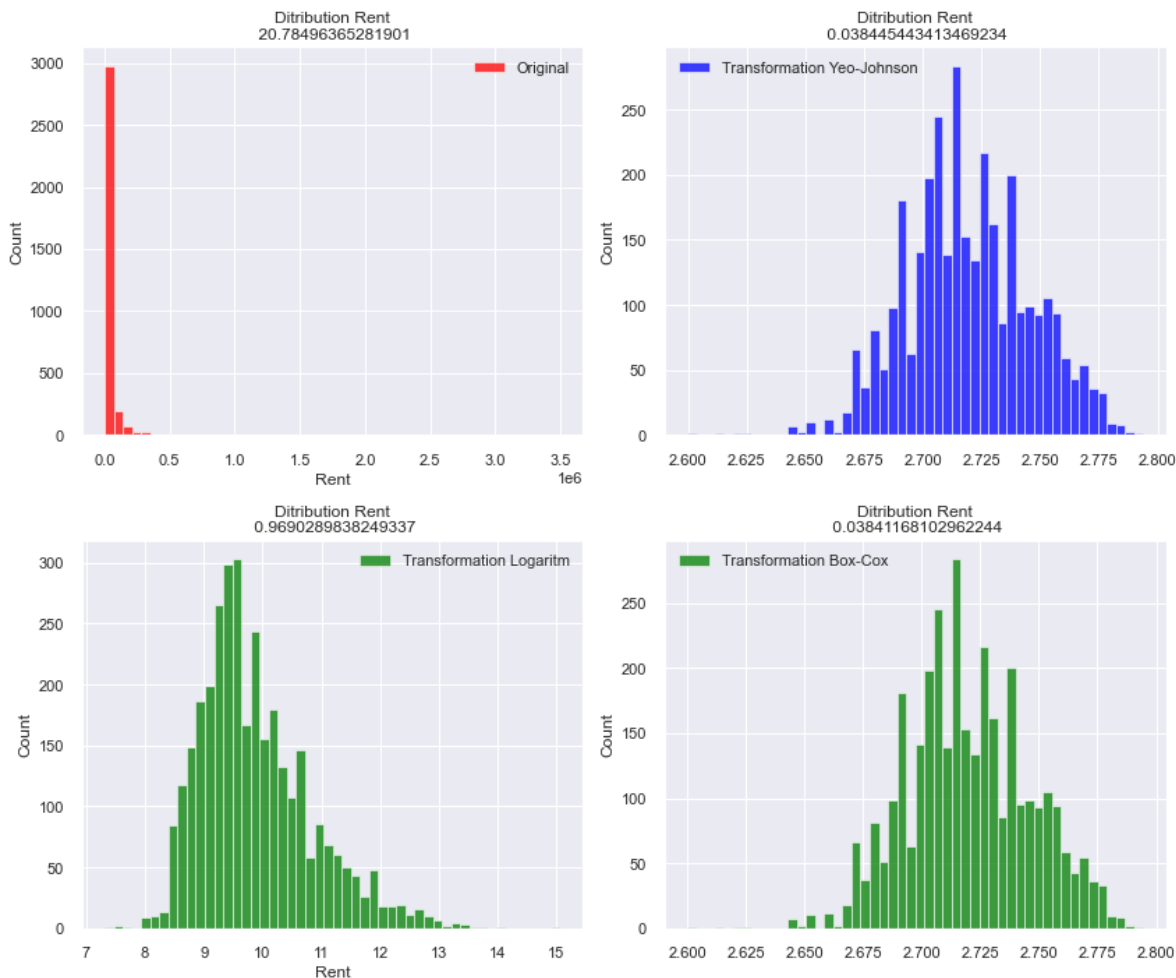 Ditribution Rent
20.78496365281901
Original
3000
2500
2000
1500
1000
500
0
Count
0.0 0.5 1.0 1.5 2.0 2.5 3.0 3.5
1e6
Rent
Ditribution Rent
0.038445443413469234
Transformation Yeo-Johnson
250
200
150
100
50
0
Count
2.600 2.625 2.650 2.675 2.700 2.725 2.750 2.775 2.800
Ditribution Rent
0.9690289838249337
Transformation Logaritm
300
250
200
150
100
50
0
Count
7 8 9 10 11 12 13 14 15
Rent
Ditribution Rent
0.03841168102962244
Transformation Box-Cox
250
200
150
100
50
0
Count
2.600 2.625 2.650 2.675 2.700 2.725 2.750 2.775 2.800